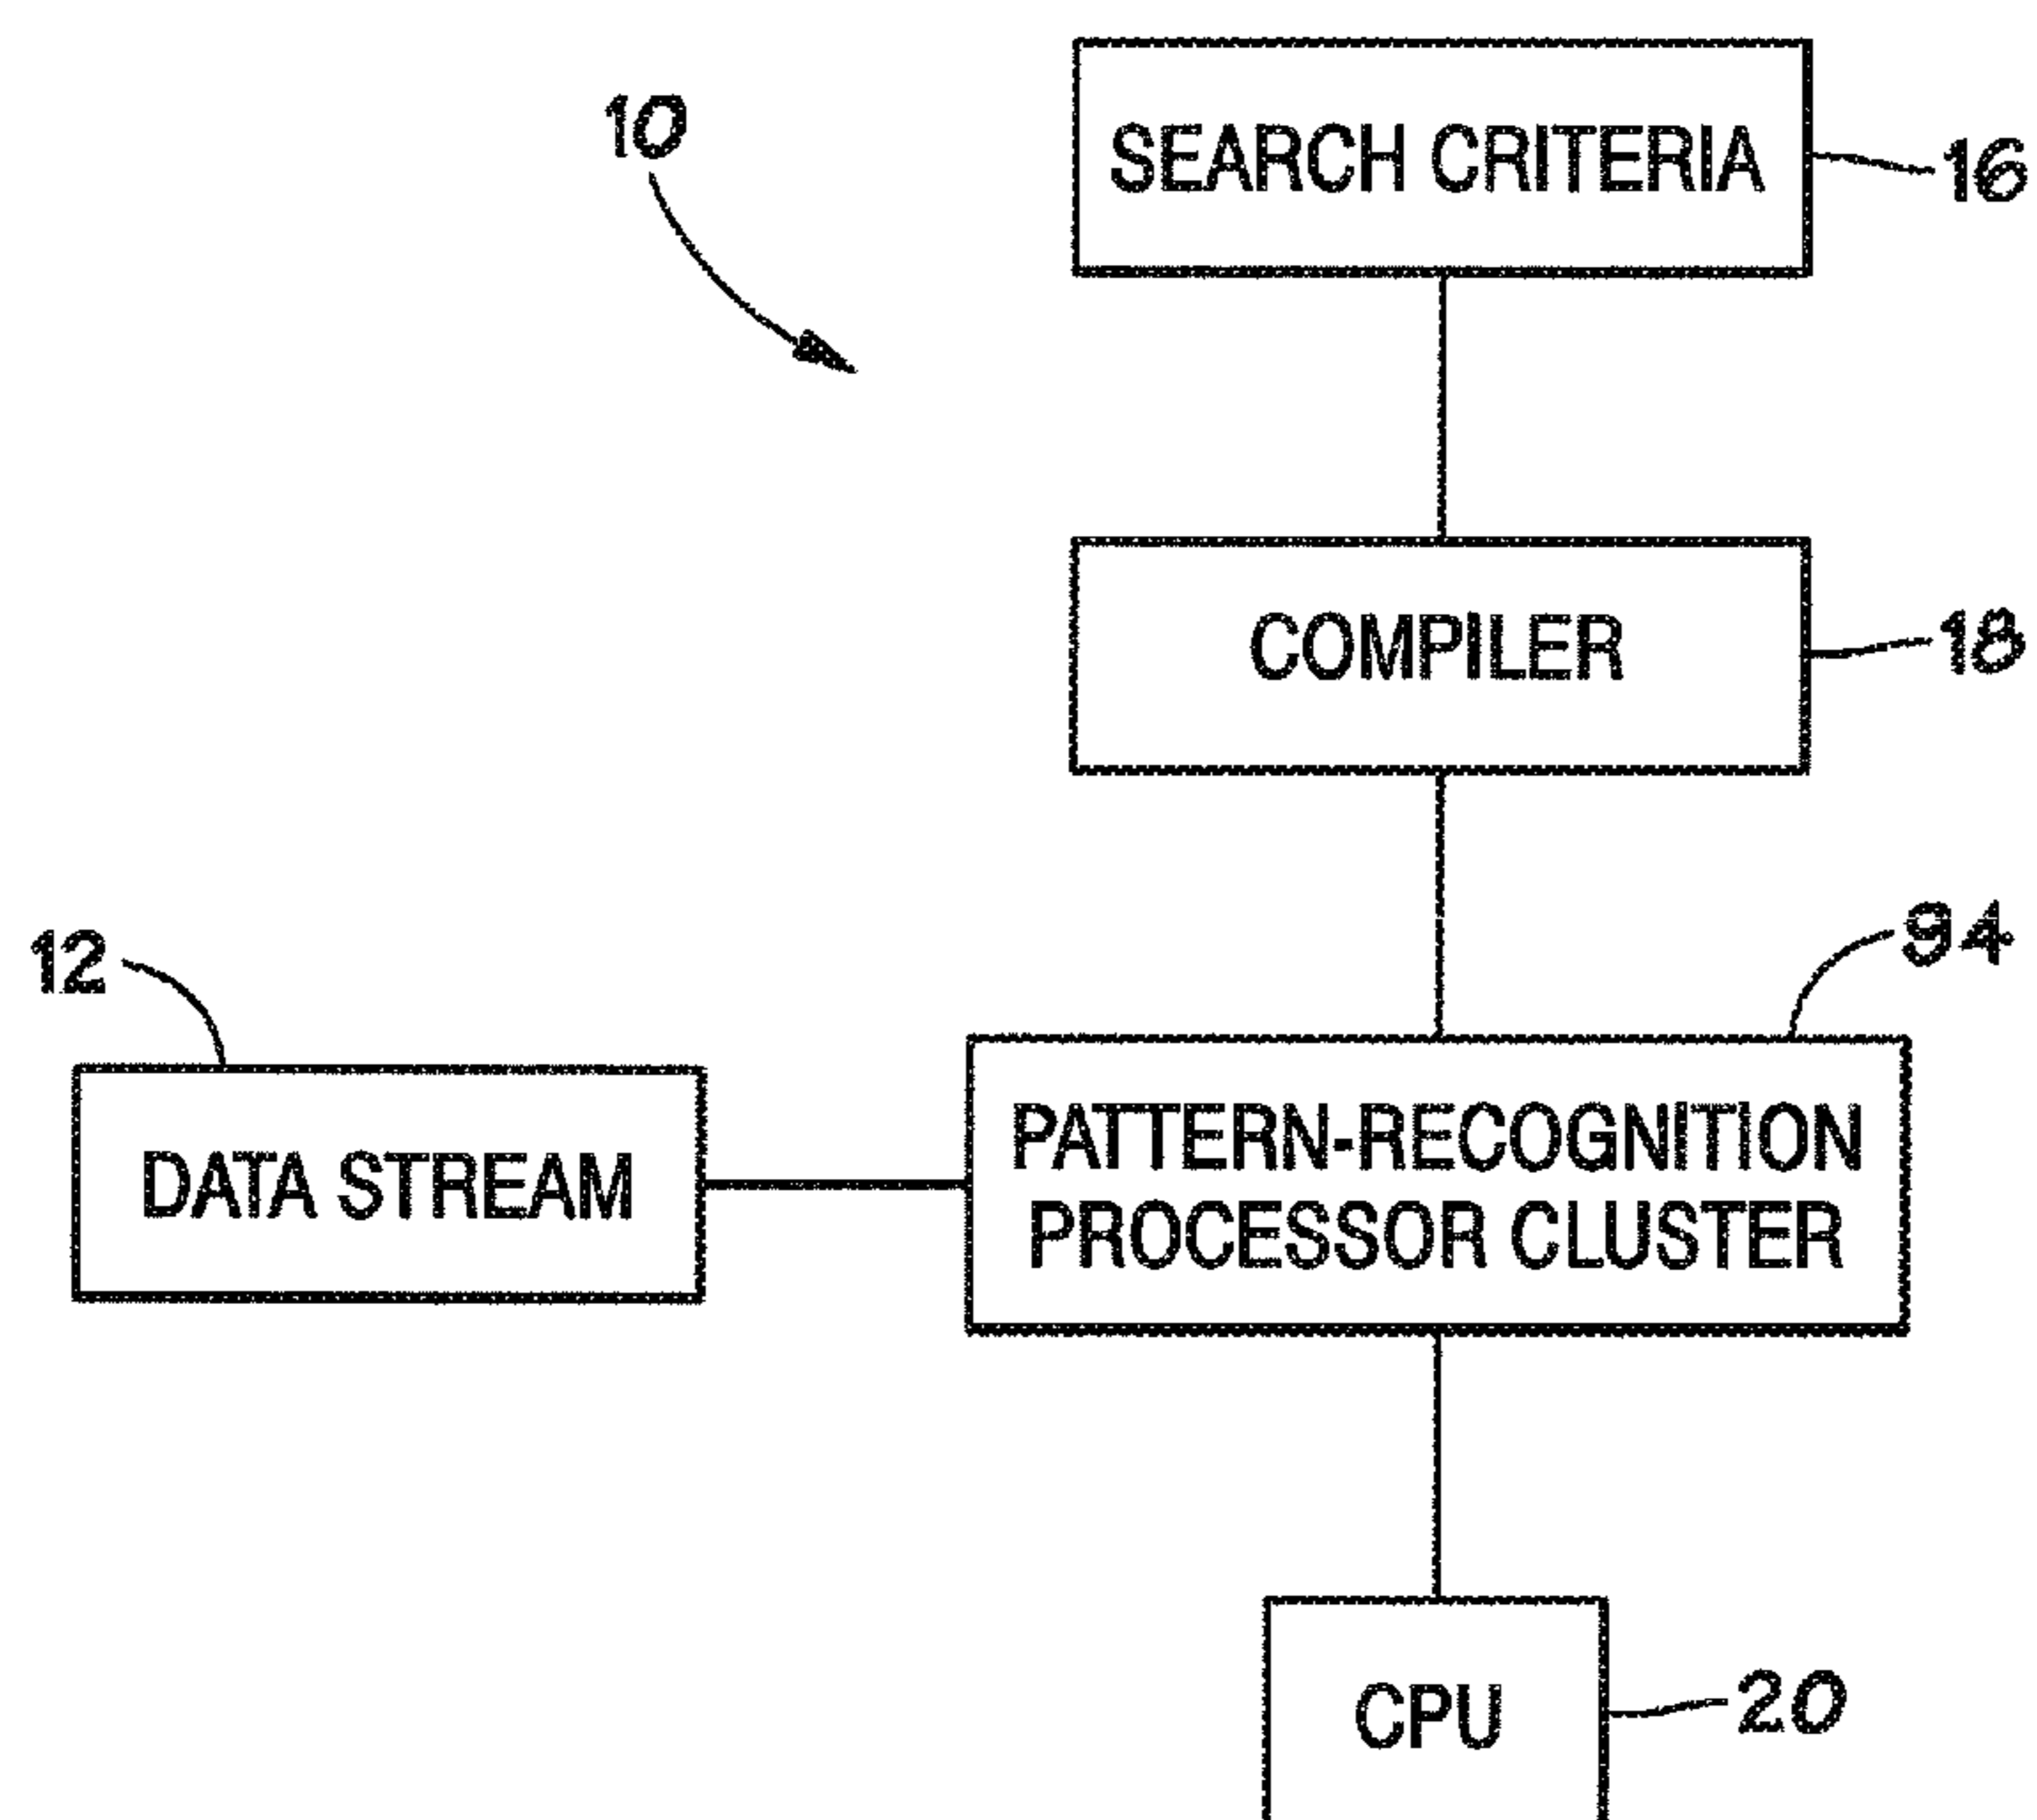 10
SEARCH CRITERIA
16
COMPILER
18
12
94
DATA STREAM
PATTERN-RECOGNITION
PROCESSOR CLUSTER
CPU
20